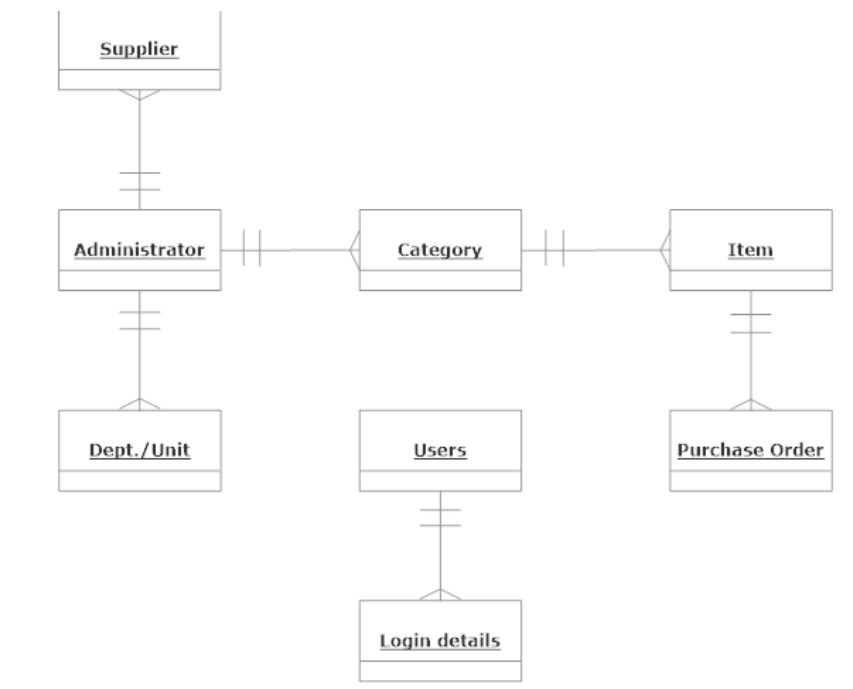 Supplier
Administrator
Category
Item
Dept./Unit
Users
Purchase Order
Login details